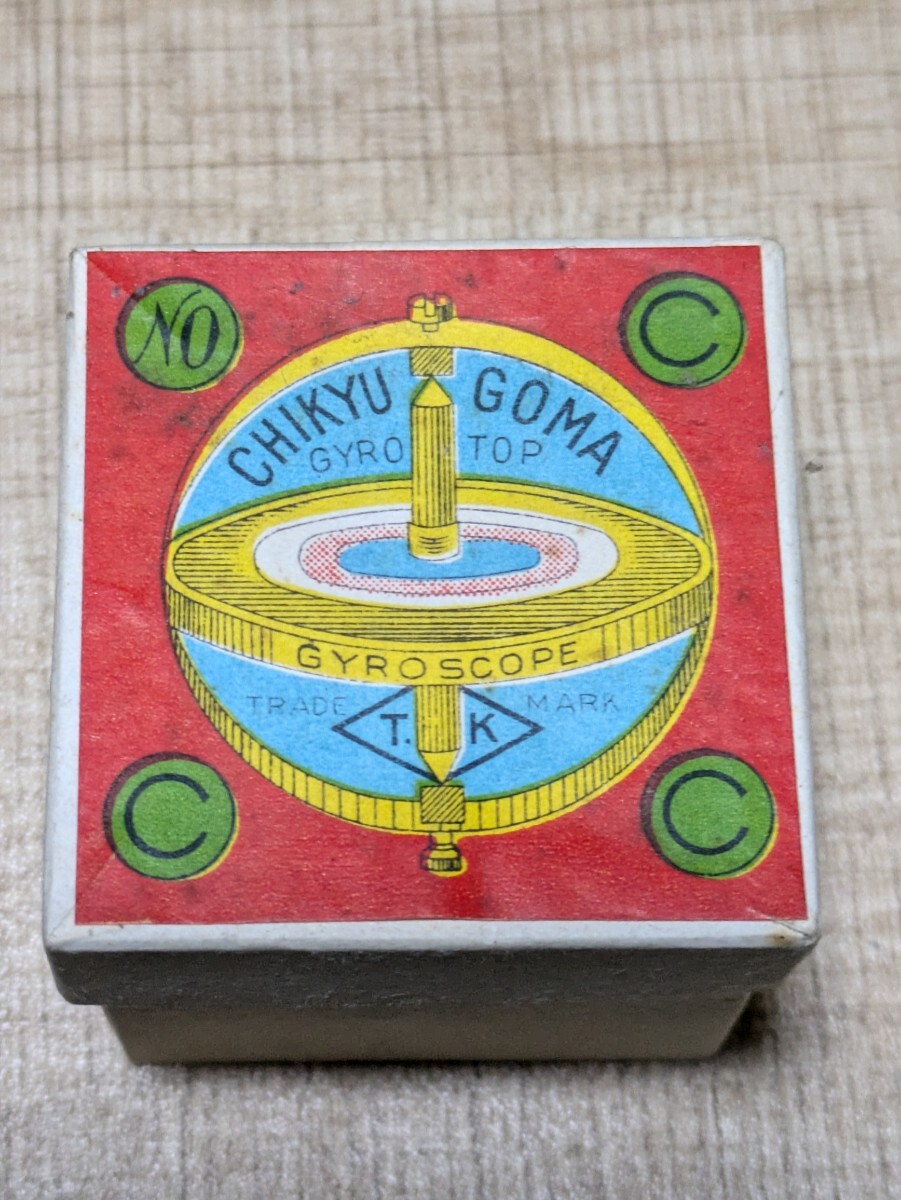 NO
C
CHIKYU GOMA
GYRO TOP
GYROSCOPE
TRADE MARK
T. K
C
C